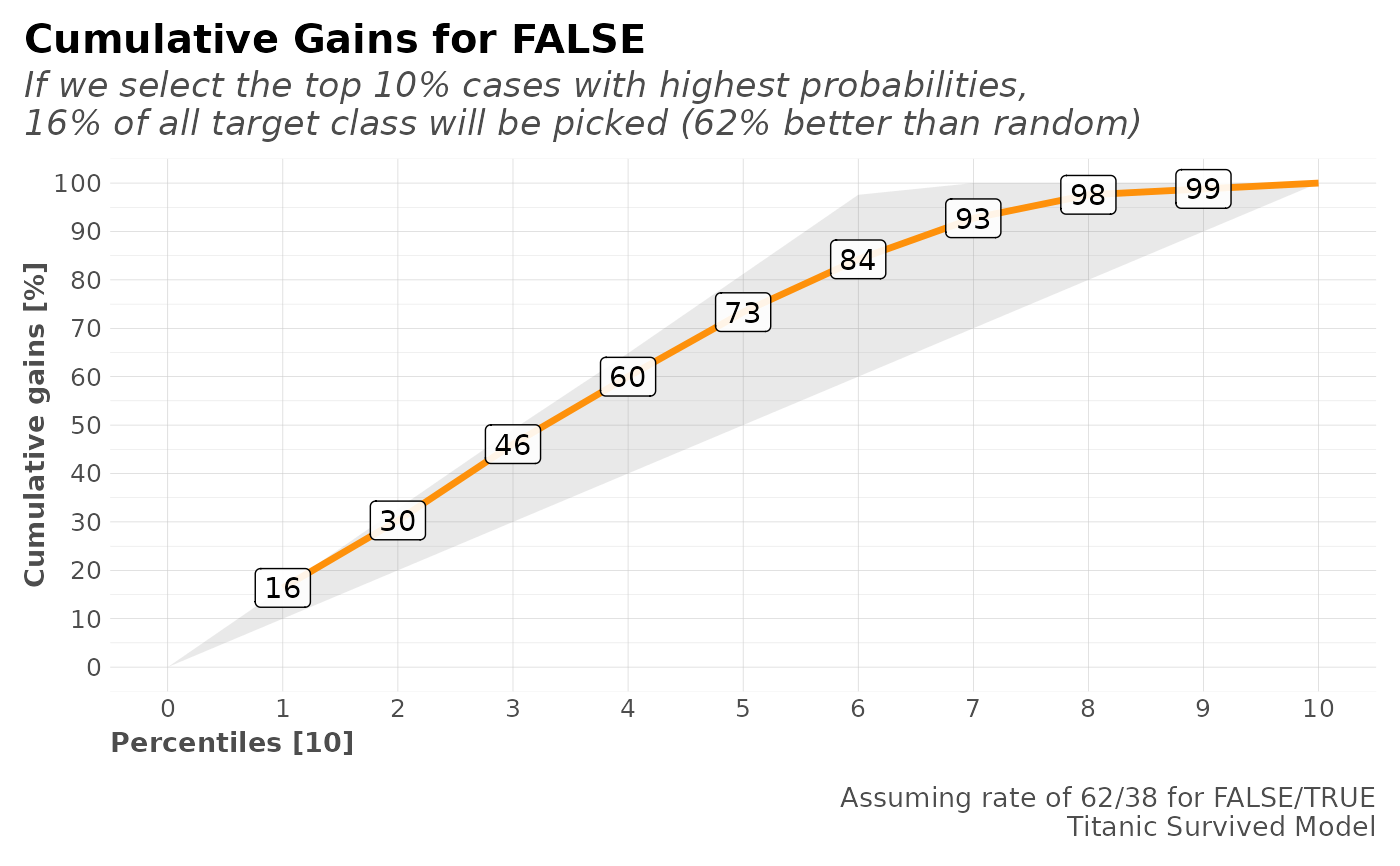 Cumulative Gains for FALSE
If we select the top 10% cases with highest probabilities,
16% of all target class will be picked (62% better than random)
Cumulative gains [%]
100
90
80
70
60
50
40
30
20
10
0
16
30
46
60
73
84
93
98
99
0 1 2 3 4 5 6 7 8 9 10
Percentiles [10]
Assuming rate of 62/38 for FALSE/TRUE
Titanic Survived Model